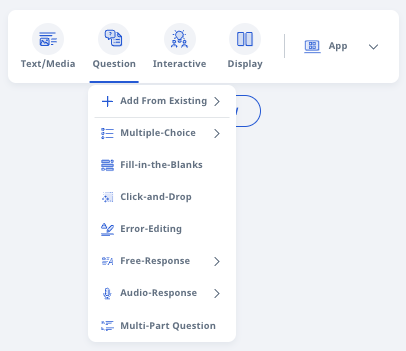 Text/Media
Question
Interactive
Display
App
Add From Existing
Multiple-Choice
Fill-in-the-Blanks
Click-and-Drop
Error-Editing
Free-Response
Audio-Response
Multi-Part Question